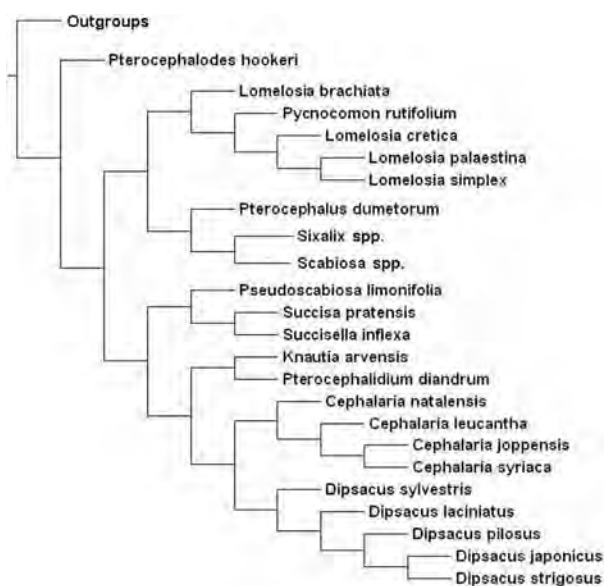 Outgroups
Pterocephalodes hookeri
Lomelosia brachiata
Pycnocomon rutifolium
Lomelosia cretica
Lomelosia palaestina
Lomelosia simplex
Pterocephalus dumetorum
Sixalix spp.
Scabiosa spp.
Pseudoscabiosa limonifolia
Succisa pratensis
Succisella inflexa
Knautia arvensis
Pterocephalidium diandrum
Cephalaria natalensis
Cephalaria leucantha
Cephalaria joppensis
Cephalaria syriaca
Dipsacus sylvestris
Dipsacus laciniatus
Dipsacus pilosus
Dipsacus japonicus
Dipsacus strigosus